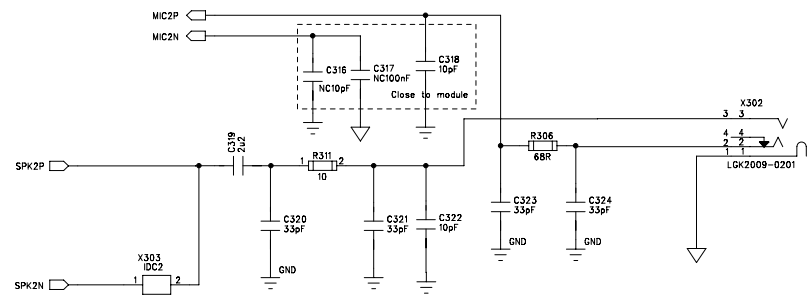 MIC2P
MIC2N
C316
NC10pF
C317
NC100nF
C318
10pF
Close to module
X302
3 3
4 4
2 2
1 1
LGK2009-0201
C319
2u2
R311
1 2
10
R306
68R
SPK2P
C320
33pF
C321
33pF
C322
10pF
C323
33pF
C324
33pF
GND
GND
GND
X303
IDC2
1 2
SPK2N